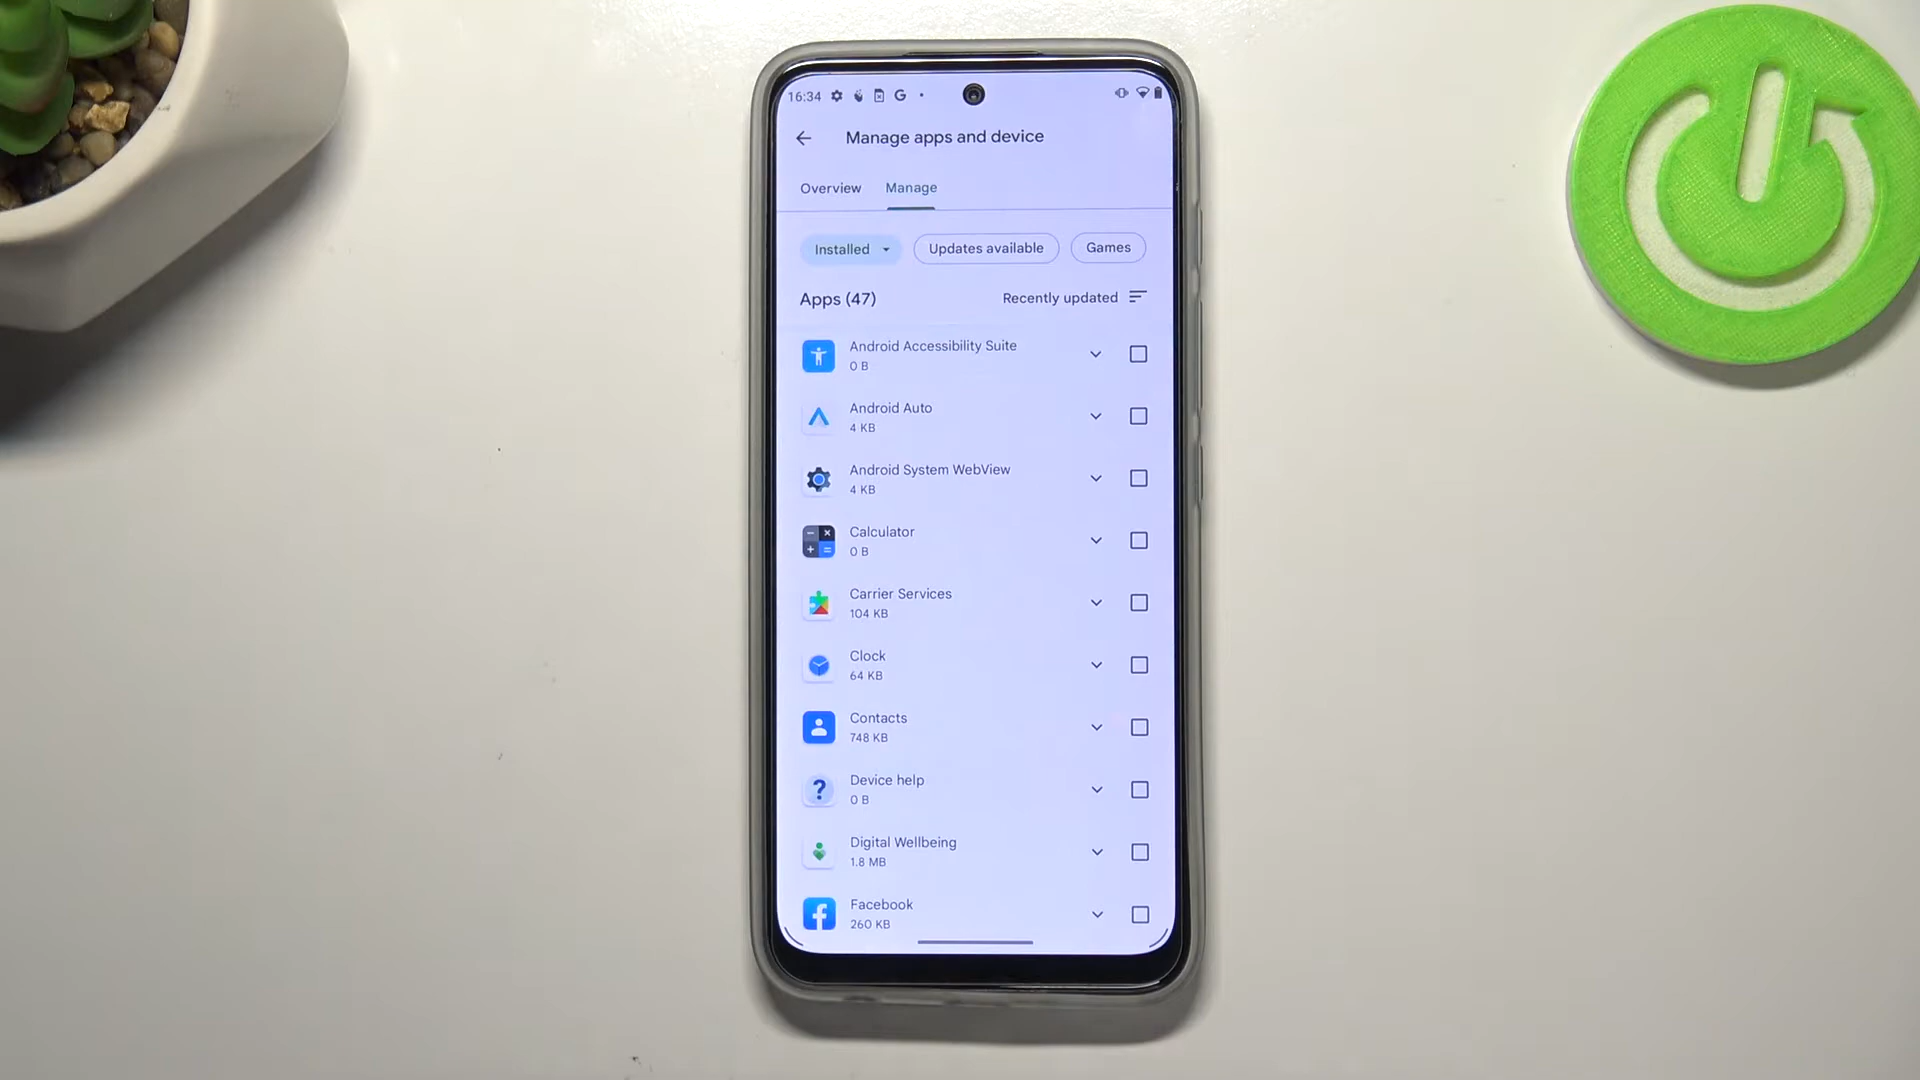 16:34
Manage apps and device
Overview Manage
Installed Updates available Games
Apps (47) Recently updated
Android Accessibility Suite
0 B
Android Auto
4 KB
Android System WebView
4 KB
Calculator
0 B
Carrier Services
104 KB
Clock
64 KB
Contacts
748 KB
Device help
0 B
Digital Wellbeing
1.8 MB
Facebook
260 KB